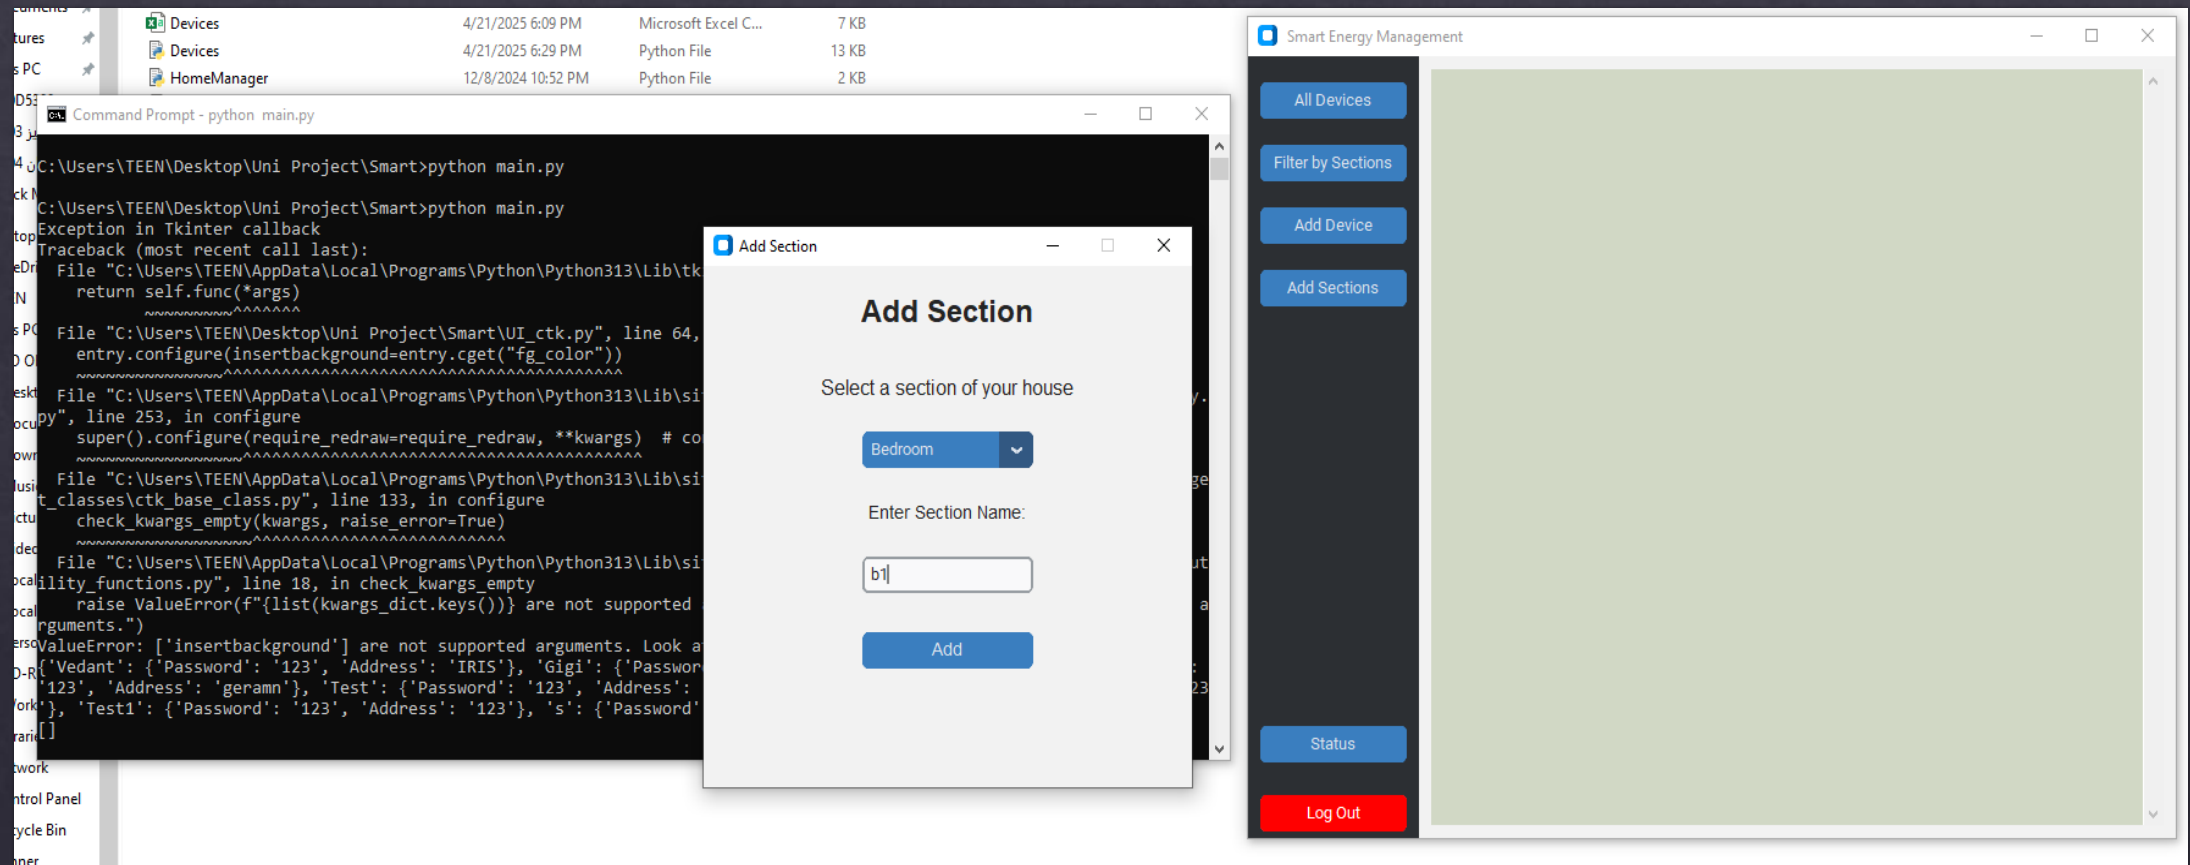 Devices 4/21/2025 6:09 PM Microsoft Excel C... 7 KB
tures
Devices 4/21/2025 6:29 PM Python File 13 KB
s PC
HomeManager 12/8/2024 10:52 PM Python File 2 KB
Command Prompt - python main.py
C:\Users\TEEN\Desktop\Uni Project\Smart>python main.py
C:\Users\TEEN\Desktop\Uni Project\Smart>python main.py
Exception in Tkinter callback
Traceback (most recent call last):
File "C:\Users\TEEN\AppData\Local\Programs\Python\Python313\Lib\tk
return self.func(*args)
~~~~~~~~~^^^^^^^
File "C:\Users\TEEN\Desktop\Uni Project\Smart\UI_ctk.py", line 64,
entry.configure(insertbackground=entry.cget("fg_color"))
~~~~~~~~~~~~~~~^^^^^^^^^^^^^^^^^^^^^^^^^^^^^^^^^^^^^^^^^
File "C:\Users\TEEN\AppData\Local\Programs\Python\Python313\Lib\si y.
py", line 253, in configure
super().configure(require_redraw=require_redraw, **kwargs) # co
~~~~~~~~~~~~~~~~~^^^^^^^^^^^^^^^^^^^^^^^^^^^^^^^^^^^^^^^^^
File "C:\Users\TEEN\AppData\Local\Programs\Python\Python313\Lib\si ge
t_classes\ctk_base_class.py", line 133, in configure
check_kwargs_empty(kwargs, raise_error=True)
~~~~~~~~~~~~~~~~~~^^^^^^^^^^^^^^^^^^^^^^^^^^
File "C:\Users\TEEN\AppData\Local\Programs\Python\Python313\Lib\si ut
ility_functions.py", line 18, in check_kwargs_empty
raise ValueError(f"{list(kwargs_dict.keys())} are not supported a
rguments.")
ValueError: ['insertbackground'] are not supported arguments. Look a
{'Vedant': {'Password': '123', 'Address': 'IRIS'}, 'Gigi': {'Passwor :
'123', 'Address': 'geramn'}, 'Test': {'Password': '123', 'Address': 23
'}, 'Test1': {'Password': '123', 'Address': '123'}, 's': {'Password'
[]
twork
ntrol Panel
cycle Bin
Add Section
Add Section
Select a section of your house
Bedroom
Enter Section Name:
b1
Add
Smart Energy Management
All Devices
Filter by Sections
Add Device
Add Sections
Status
Log Out